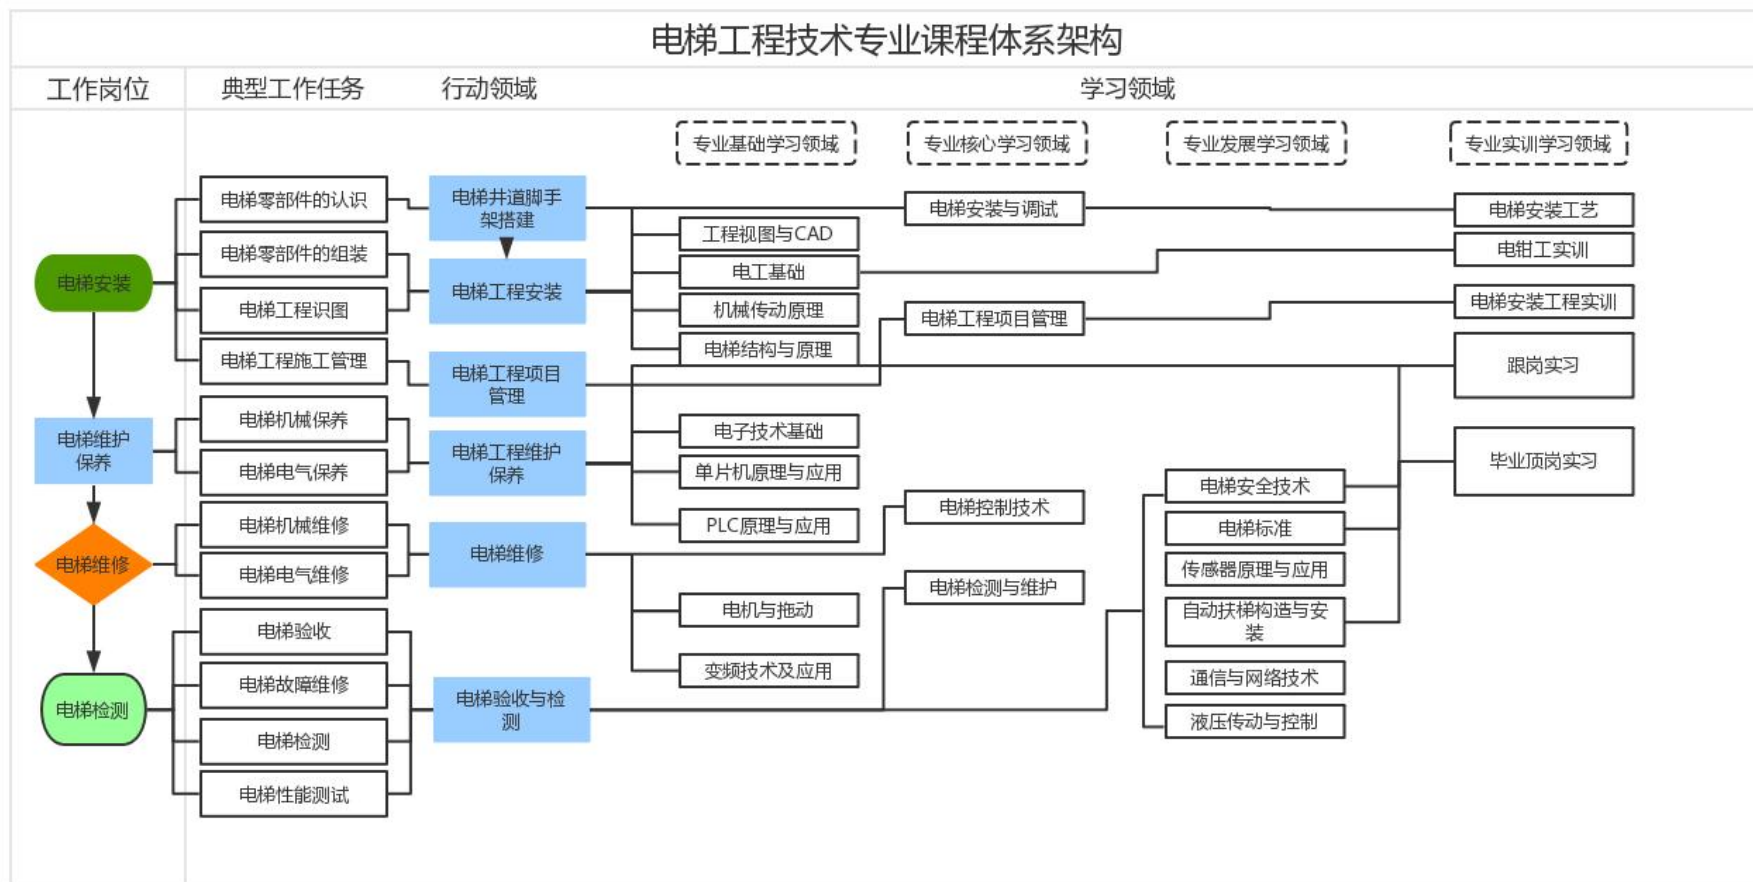 电梯工程技术专业课程体系架构
工作岗位
典型工作任务
行动领域
学习领域
专业基础学习领域
专业核心学习领域
专业发展学习领域
专业实训学习领域
电梯安装
电梯维护
保养
电梯维修
电梯检测
电梯零部件的认识
电梯零部件的组装
电梯工程识图
电梯工程施工管理
电梯机械保养
电梯电气保养
电梯机械维修
电梯电气维修
电梯验收
电梯故障维修
电梯检测
电梯性能测试
电梯井道脚手
架搭建
电梯工程安装
电梯工程项目
管理
电梯工程维护
保养
电梯维修
电梯验收与检
测
工程视图与CAD
电工基础
机械传动原理
电梯结构与原理
电子技术基础
单片机原理与应用
PLC原理与应用
电机与拖动
变频技术及应用
电梯安装与调试
电梯工程项目管理
电梯控制技术
电梯检测与维护
电梯安全技术
电梯标准
传感器原理与应用
自动扶梯构造与安
装
通信与网络技术
液压传动与控制
电梯安装工艺
电钳工实训
电梯安装工程实训
跟岗实习
毕业顶岗实习